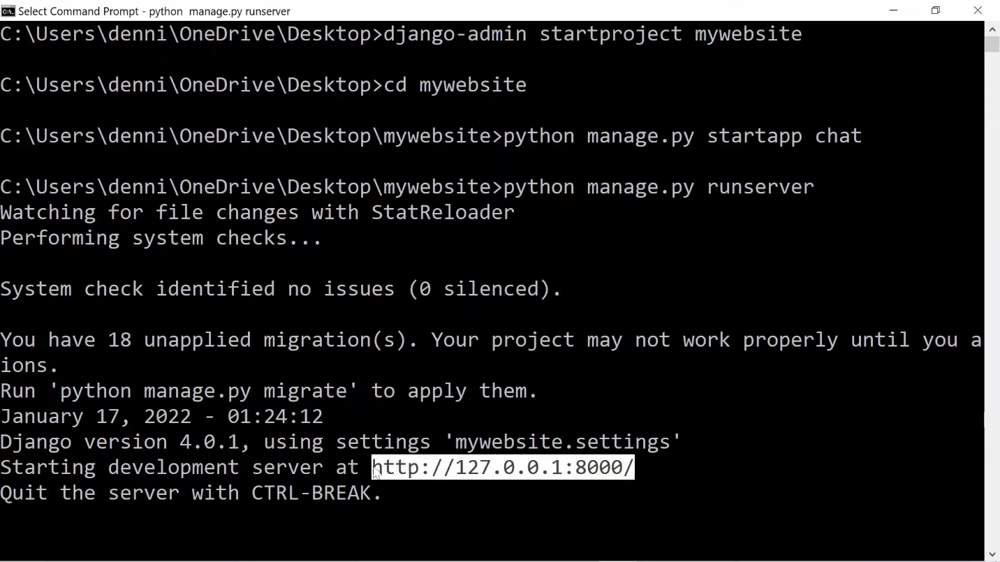 Select Command Prompt - python  manage.py runserver
C:\Users\denni\OneDrive\Desktop>django-admin startproject mywebsite
C:\Users\denni\OneDrive\Desktop>cd mywebsite
C:\Users\denni\OneDrive\Desktop\mywebsite>python manage.py startapp chat
C:\Users\denni\OneDrive\Desktop\mywebsite>python manage.py runserver
Watching for file changes with StatReloader
Performing system checks...
System check identified no issues (0 silenced).
You have 18 unapplied migration(s). Your project may not work properly until you a
ions.
Run 'python manage.py migrate' to apply them.
January 17, 2022 - 01:24:12
Django version 4.0.1, using settings 'mywebsite.settings'
Starting development server at http://127.0.0.1:8000/
Quit the server with CTRL-BREAK.